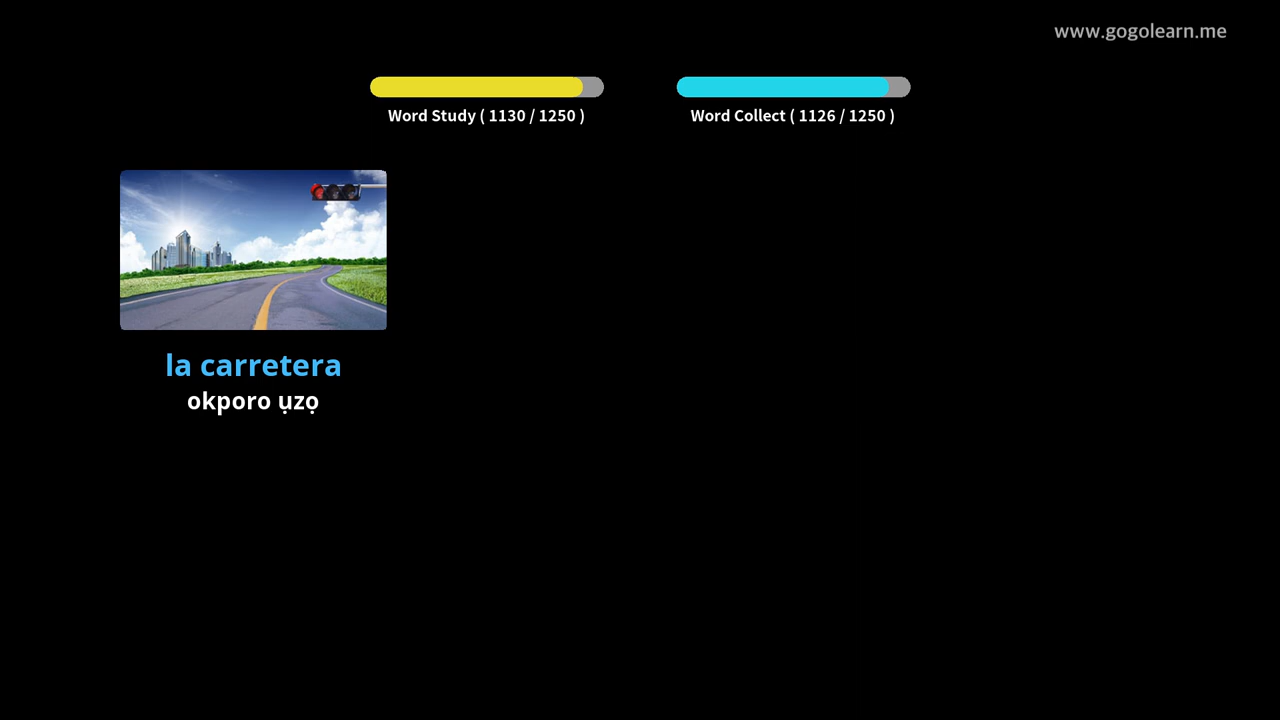 www.gogolearn.me
Word Study ( 1130 / 1250 )
Word Collect ( 1126 / 1250 )
la carretera
okporo ụzọ